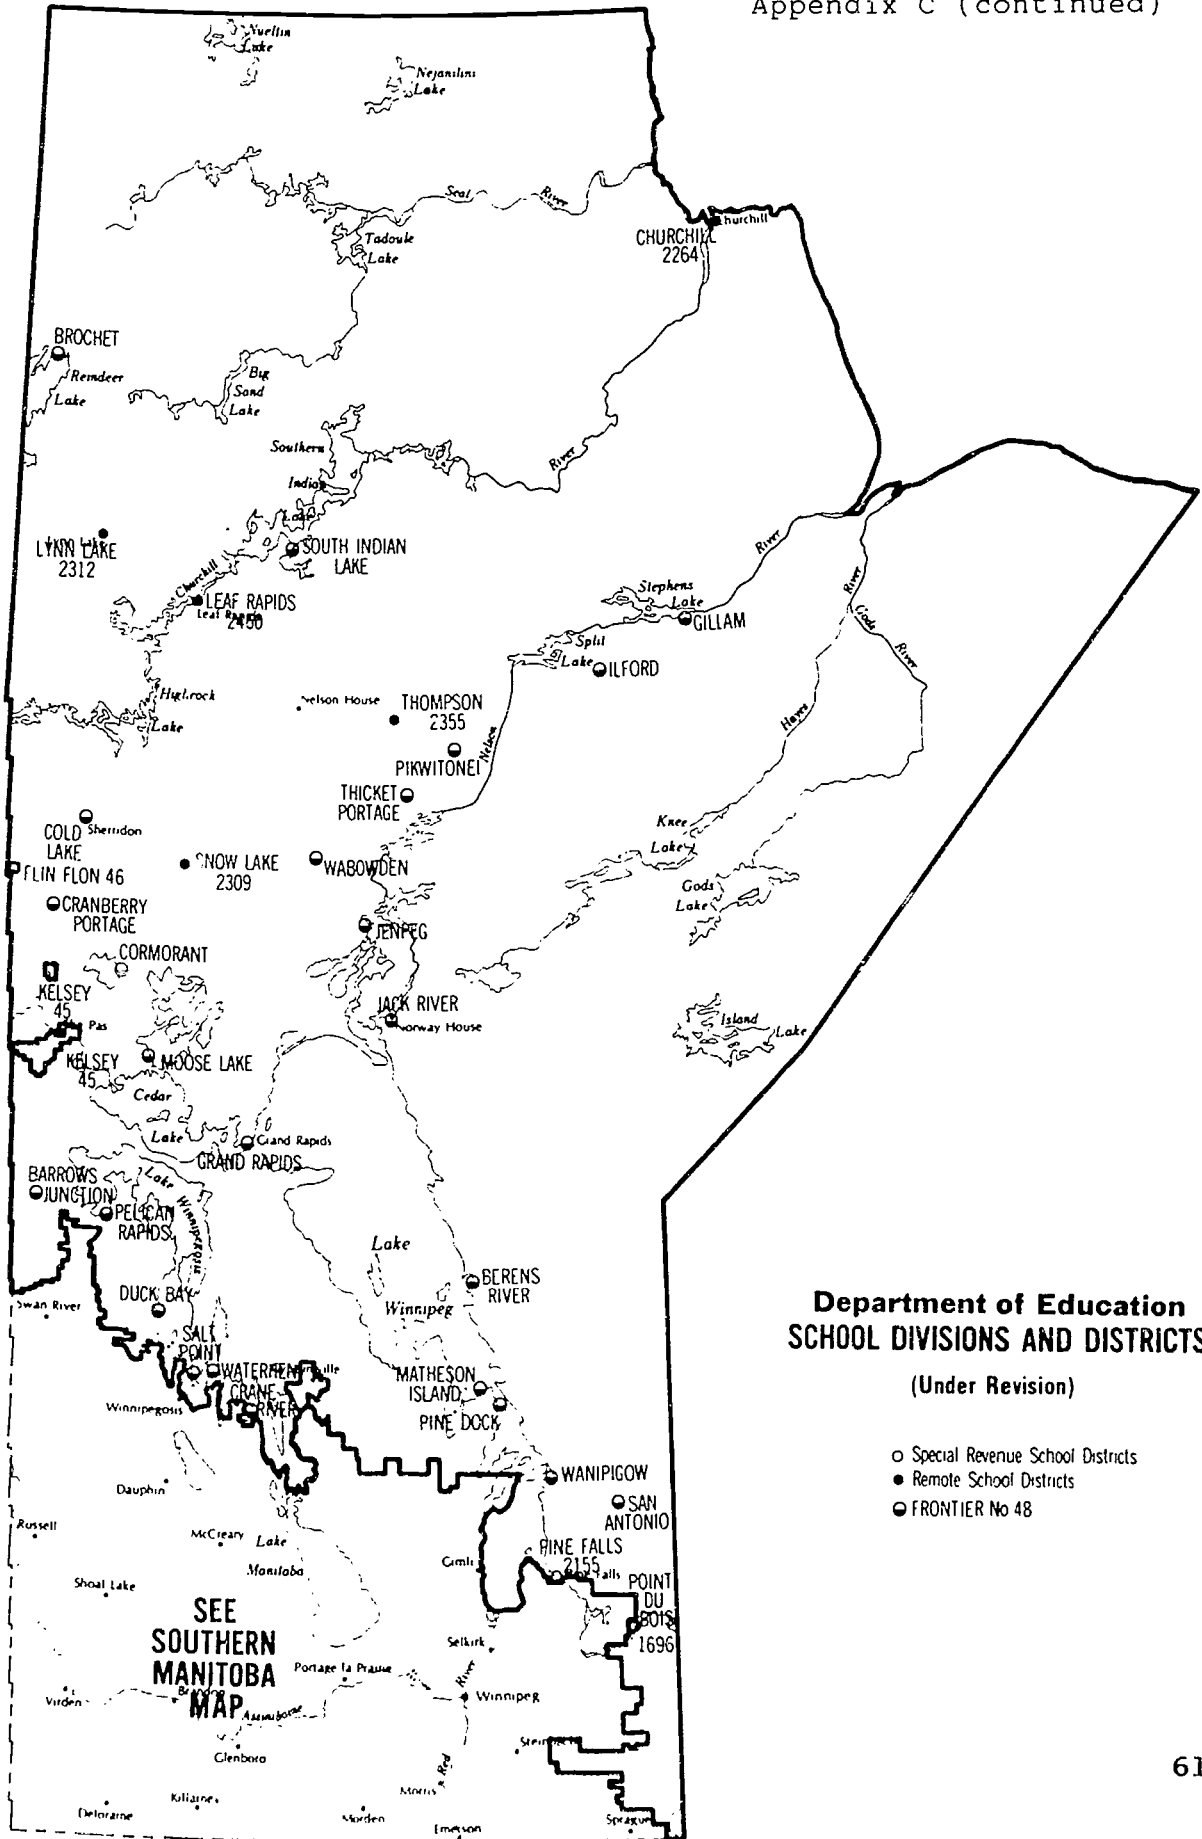 Appendix C (continued)
Nueltin
Lake
Nejanilini
Lake
Seal River
Tadoule
Lake
CHURCHILL
2264
Churchill
BROCHET
Reindeer
Lake
Big
Sand
Lake
Southern
Indian
Lake
River
LYNN LAKE
2312
SOUTH INDIAN
LAKE
Churchill
LEAF RAPIDS
Leaf Rapids
2460
River
Stephens
Lake
GILLAM
River
Gods
River
Split
Lake
ILFORD
Highrock
Lake
Nelson House
THOMPSON
2355
PIKWITONEI
Nelson
Hayes
THICKET
PORTAGE
COLD
LAKE
Sherridon
Knee
Lake
FLIN FLON 46
SNOW LAKE
2309
WABOWDEN
Gods
Lake
CRANBERRY
PORTAGE
JENPEG
CORMORANT
KELSEY
45
Pas
JACK RIVER
Norway House
Island
Lake
KELSEY
45
MOOSE LAKE
Cedar
Lake
Grand Rapids
GRAND RAPIDS
BARROWS
JUNCTION
Lake Winnipegosis
PELICAN
RAPIDS
Lake
Winnipeg
BERENS
RIVER
DUCK BAY
Swan River
SALT
POINT
WATERHEN
CRANE
RIVER
MATHESON
ISLAND
PINE DOCK
Winnipegosis
WANIPIGOW
Dauphin
SAN
ANTONIO
Russell
McCreary
Lake
Manitoba
Gimli
PINE FALLS
2155
Falls
Shoal Lake
POINT
DU
BOIS
1696
SEE
SOUTHERN
MANITOBA
MAP
Selkirk
Portage la Prairie
River
Virden
Brandon
Assiniboine
Winnipeg
Glenboro
Steinbach
Red
Morris
Killarney
Deloraine
Morden
Emerson
Sprague
Department of Education
SCHOOL DIVISIONS AND DISTRICTS
(Under Revision)
Special Revenue School Districts
Remote School Districts
FRONTIER No 48
61